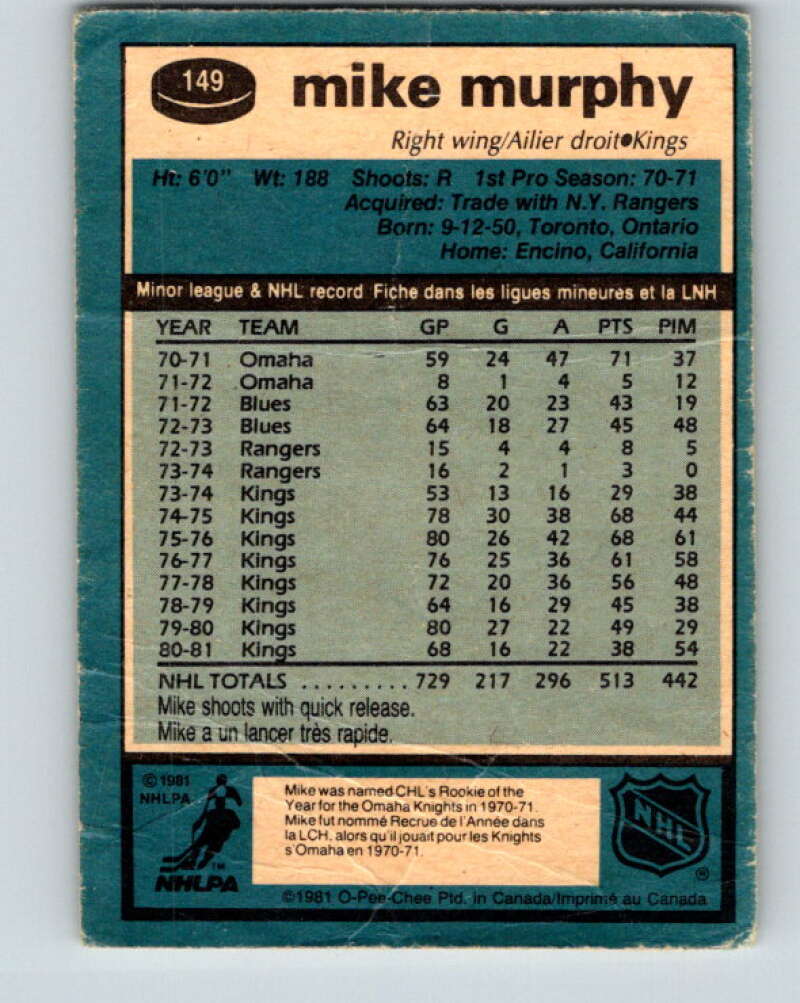 149
mike murphy
Right wing/Ailier droit●Kings
Ht: 6'0" Wt: 188 Shoots: R 1st Pro Season: 70-71
Acquired: Trade with N.Y. Rangers
Born: 9-12-50, Toronto, Ontario
Home: Encino, California
Minor league & NHL record Fiche dans les ligues mineures et la LNH
YEAR TEAM GP G A PTS PIM
70-71 Omaha 59 24 47 71 37
71-72 Omaha 8 1 4 5 12
71-72 Blues 63 20 23 43 19
72-73 Blues 64 18 27 45 48
72-73 Rangers 15 4 4 8 5
73-74 Rangers 16 2 1 3 0
73-74 Kings 53 13 16 29 38
74-75 Kings 78 30 38 68 44
75-76 Kings 80 26 42 68 61
76-77 Kings 76 25 36 61 58
77-78 Kings 72 20 36 56 48
78-79 Kings 64 16 29 45 38
79-80 Kings 80 27 22 49 29
80-81 Kings 68 16 22 38 54
NHL TOTALS ......... 729 217 296 513 442
Mike shoots with quick release.
Mike a un lancer très rapide.
©1981
NHLPA
Mike was named CHL's Rookie of the
Year for the Omaha Knights in 1970-71.
Mike fut nommé Recrue de l'Année dans
la LCH, alors qu'il jouait pour les Knights
s'Omaha en 1970-71.
NHL
®
TM
NHLPA
©1981 O-Pee-Chee Ptd. in Canada/Imprimé au Canada